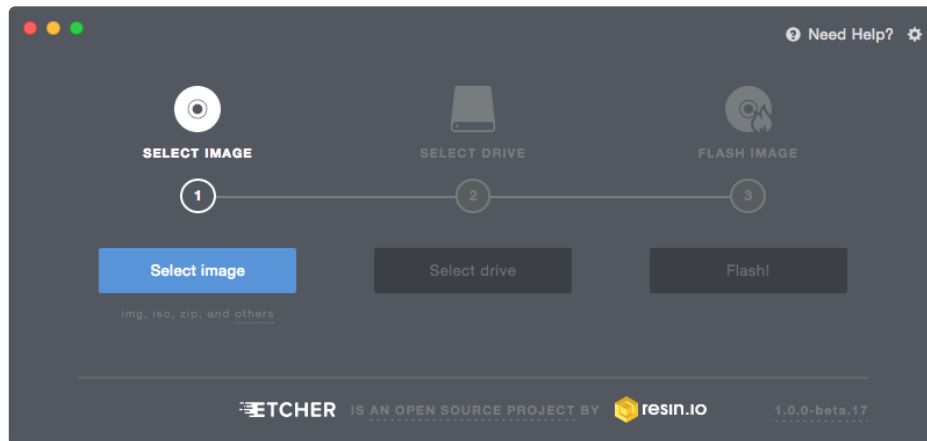 Need Help?
SELECT IMAGE
SELECT DRIVE
FLASH IMAGE
1
2
3
Select image
Select drive
Flash!
img, iso, zip, and others
ETCHER IS AN OPEN SOURCE PROJECT BY resin.io 1.0.0-beta.17